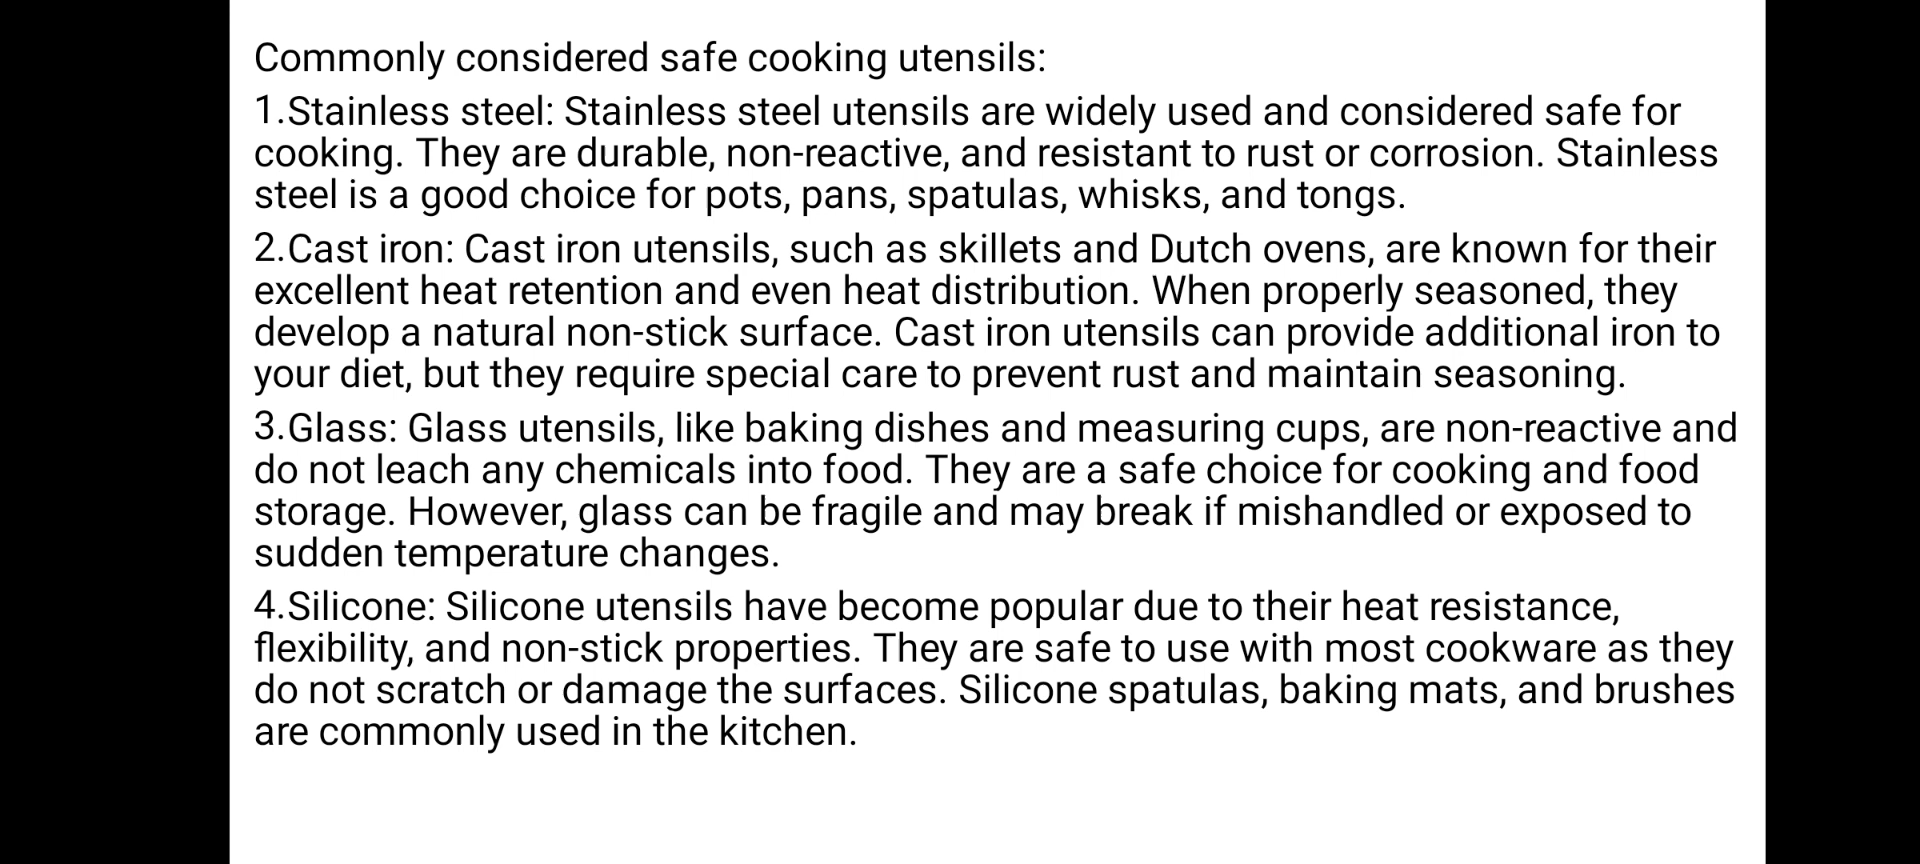 Commonly considered safe cooking utensils:
1.Stainless steel: Stainless steel utensils are widely used and considered safe for
cooking. They are durable, non-reactive, and resistant to rust or corrosion. Stainless
steel is a good choice for pots, pans, spatulas, whisks, and tongs.
2.Cast iron: Cast iron utensils, such as skillets and Dutch ovens, are known for their
excellent heat retention and even heat distribution. When properly seasoned, they
develop a natural non-stick surface. Cast iron utensils can provide additional iron to
your diet, but they require special care to prevent rust and maintain seasoning.
3.Glass: Glass utensils, like baking dishes and measuring cups, are non-reactive and
do not leach any chemicals into food. They are a safe choice for cooking and food
storage. However, glass can be fragile and may break if mishandled or exposed to
sudden temperature changes.
4.Silicone: Silicone utensils have become popular due to their heat resistance,
flexibility, and non-stick properties. They are safe to use with most cookware as they
do not scratch or damage the surfaces. Silicone spatulas, baking mats, and brushes
are commonly used in the kitchen.